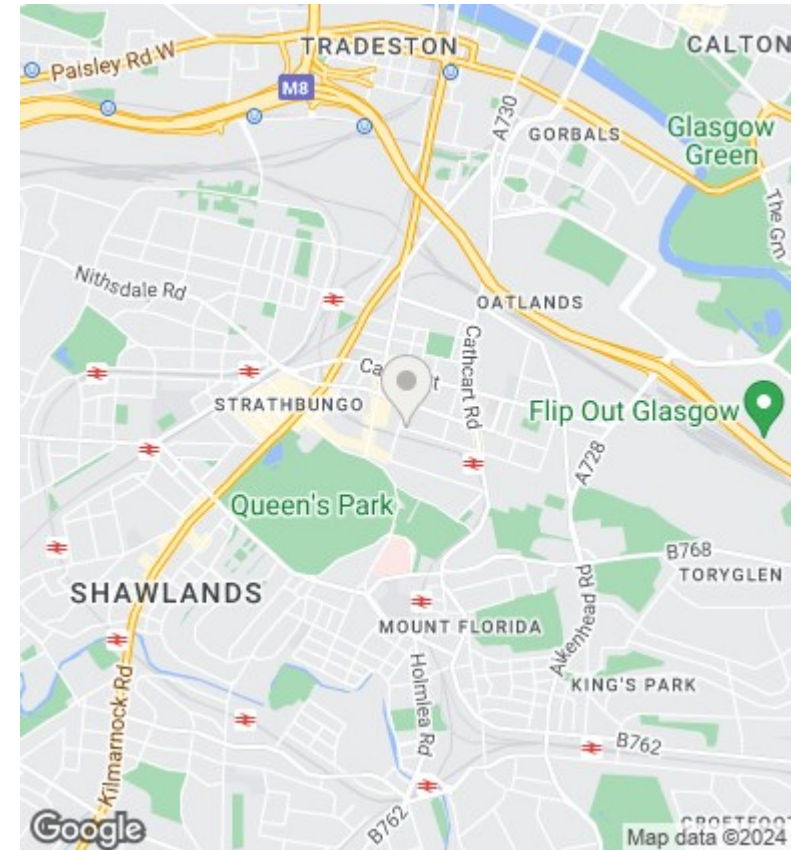 TRADESTON
CALTON
Paisley Rd W
M8
A730
GORBALS
Glasgow
Green
The Grn
Nithsdale Rd
OATLANDS
Cathcart Rd
STRATHBUNGO
Flip Out Glasgow
A728
Queen's Park
B768
TORYGLEN
SHAWLANDS
Aikenhead Rd
MOUNT FLORIDA
Holmlea Rd
KING'S PARK
Kilmarnock Rd
B762
B762
Google
Map data ©2024